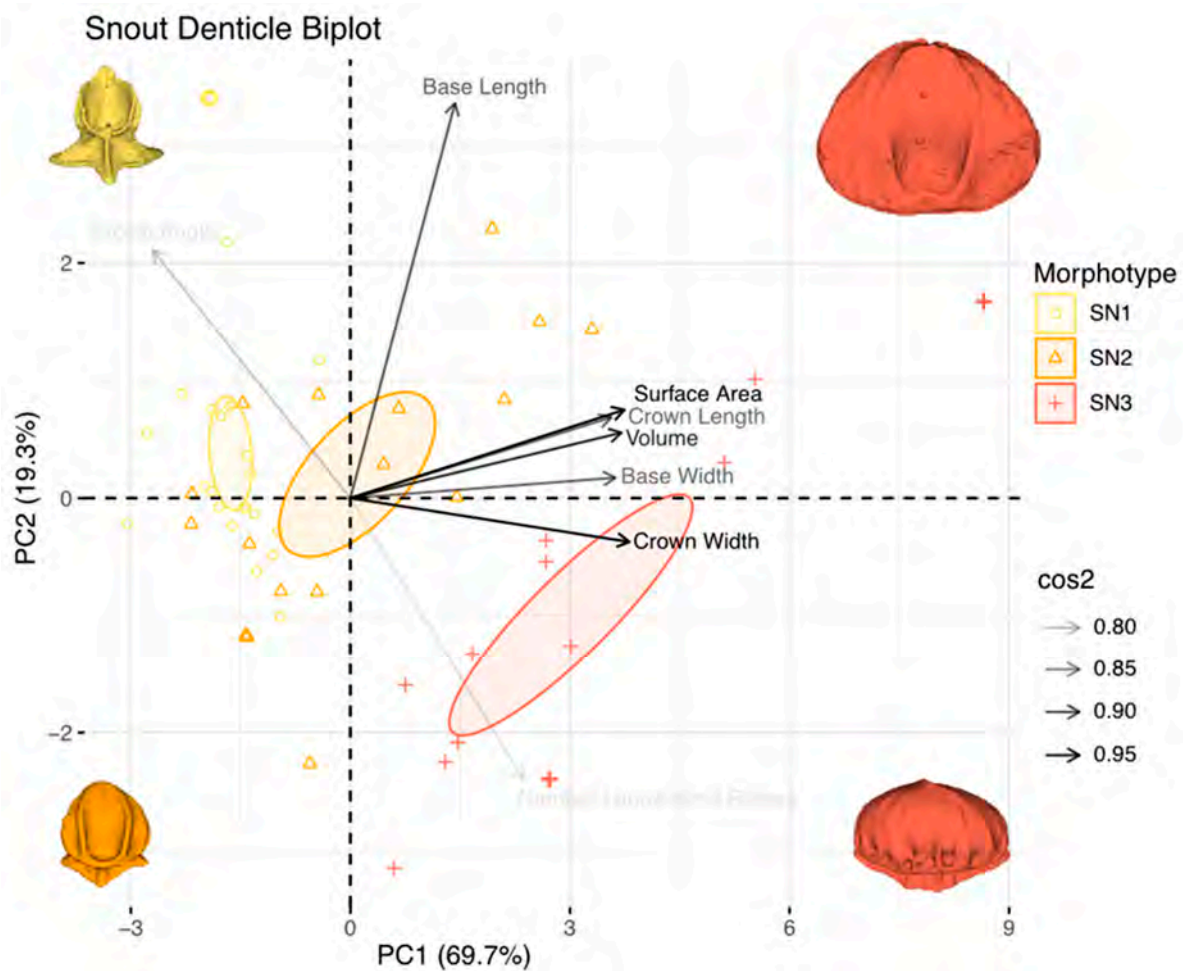 Snout Denticle Biplot
Base Length
2
Morphotype
SN1
SN2
SN3
Surface Area
Crown Length
Volume
Base Width
0
Crown Width
PC2 (19.3%)
cos2
0.80
0.85
0.90
0.95
−2
−3
0
3
6
9
PC1 (69.7%)